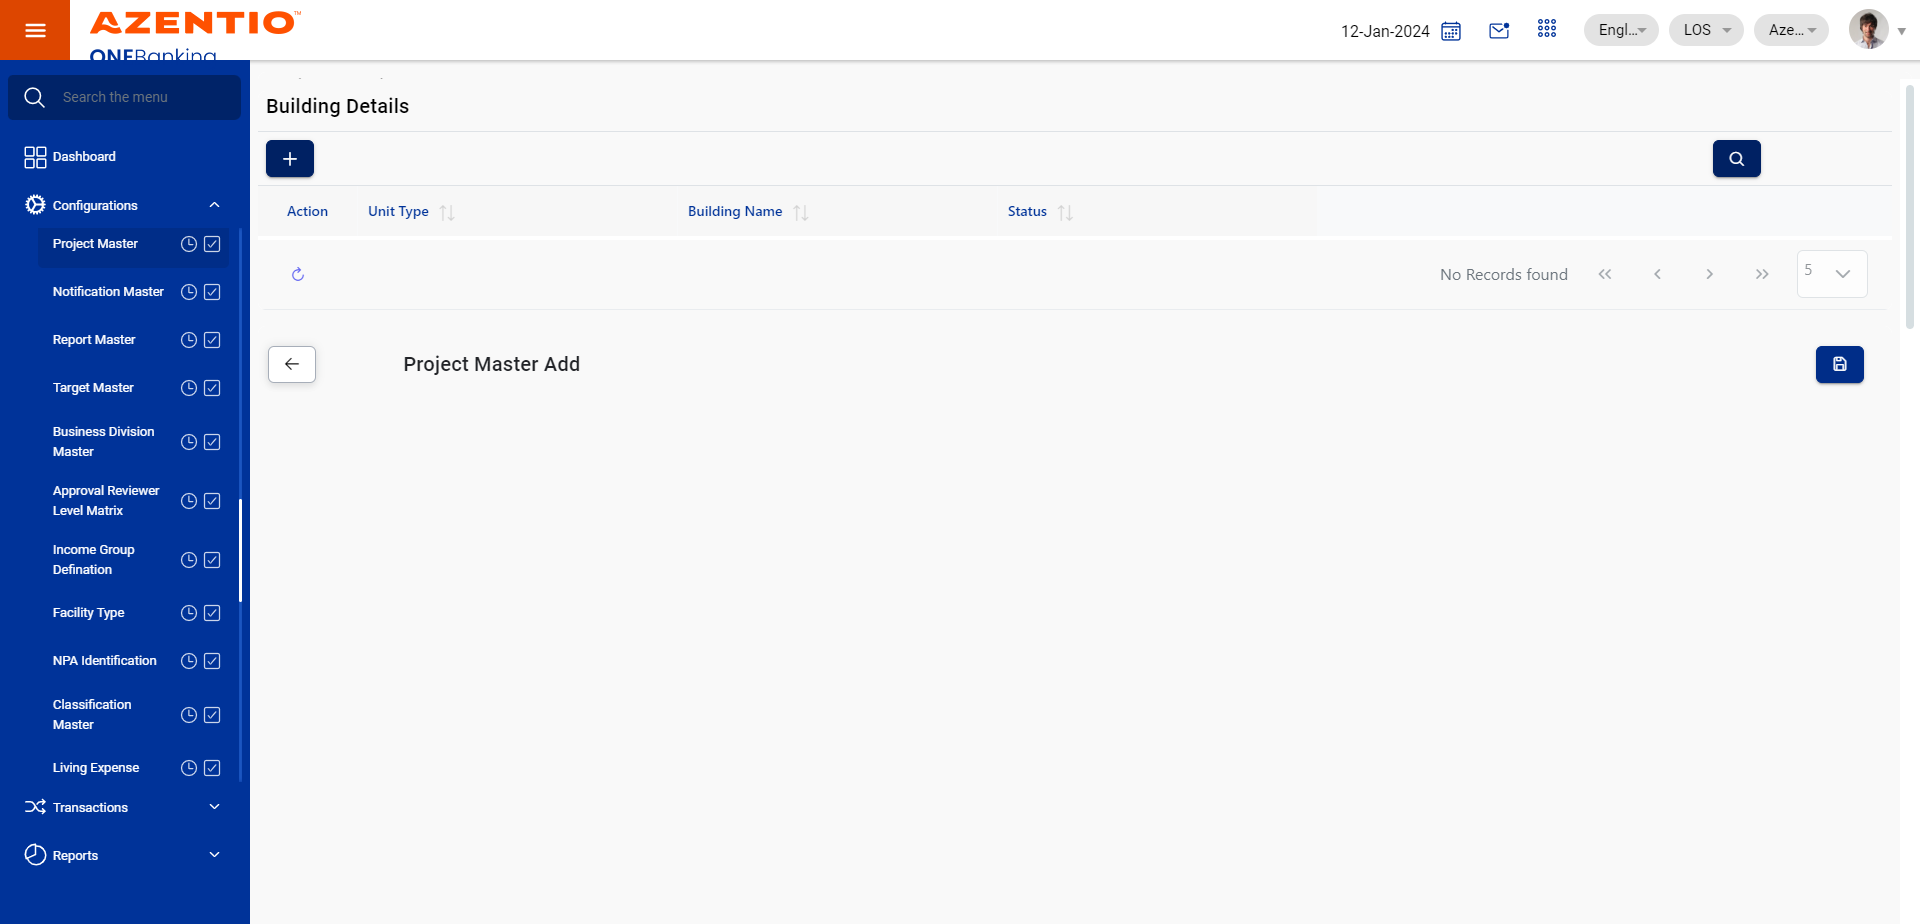 AZENTIO™
ONEBanking
12-Jan-2024
Engl...
LOS
Aze...
Search the menu
Dashboard
Configurations
Project Master
Notification Master
Report Master
Target Master
Business Division
Master
Approval Reviewer
Level Matrix
Income Group
Defination
Facility Type
NPA Identification
Classification
Master
Living Expense
Transactions
Reports
Building Details
Action Unit Type Building Name Status
No Records found
5
Project Master Add